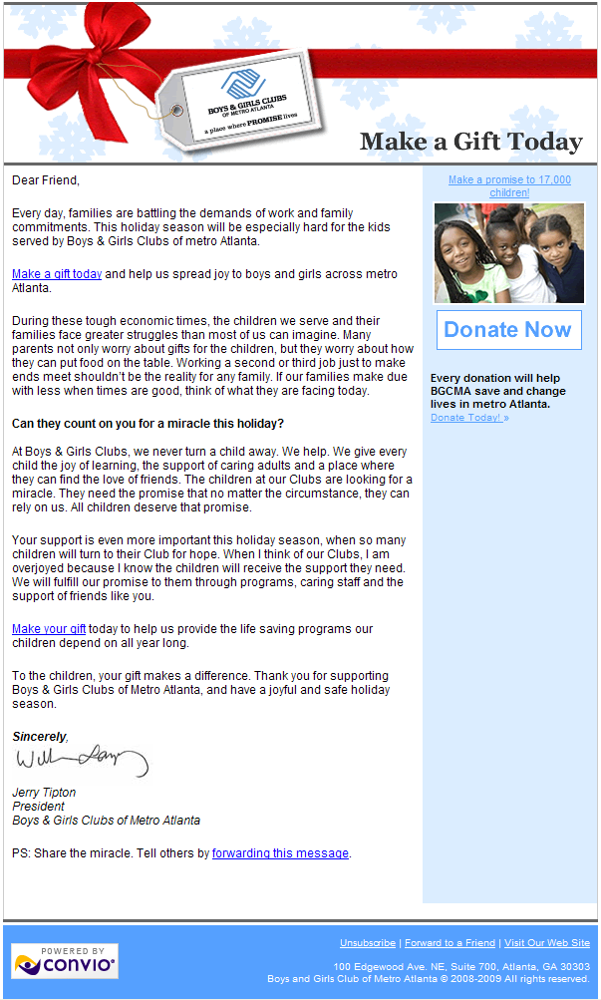 BOYS & GIRLS CLUBS
OF METRO ATLANTA
a place where PROMISE lives
Make a Gift Today
Dear Friend,
Every day, families are battling the demands of work and family
commitments. This holiday season will be especially hard for the kids
served by Boys & Girls Clubs of metro Atlanta.
Make a gift today and help us spread joy to boys and girls across metro
Atlanta.
During these tough economic times, the children we serve and their
families face greater struggles than most of us can imagine. Many
parents not only worry about gifts for the children, but they worry about how
they can put food on the table. Working a second or third job just to make
ends meet shouldn't be the reality for any family. If our families make due
with less when times are good, think of what they are facing today.
Can they count on you for a miracle this holiday?
At Boys & Girls Clubs, we never turn a child away. We help. We give every
child the joy of learning, the support of caring adults and a place where
they can find the love of friends. The children at our Clubs are looking for a
miracle. They need the promise that no matter the circumstance, they can
rely on us. All children deserve that promise.
Your support is even more important this holiday season, when so many
children will turn to their Club for hope. When I think of our Clubs, I am
overjoyed because I know the children will receive the support they need.
We will fulfill our promise to them through programs, caring staff and the
support of friends like you.
Make your gift today to help us provide the life saving programs our
children depend on all year long.
To the children, your gift makes a difference. Thank you for supporting
Boys & Girls Clubs of Metro Atlanta, and have a joyful and safe holiday
season.
Sincerely,
Jerry Tipton
President
Boys & Girls Clubs of Metro Atlanta
PS: Share the miracle. Tell others by forwarding this message.
Make a promise to 17,000
children!
Donate Now
Every donation will help
BGCMA save and change
lives in metro Atlanta.
Donate Today! »
POWERED BY
convio
Unsubscribe | Forward to a Friend | Visit Our Web Site
100 Edgewood Ave. NE, Suite 700, Atlanta, GA 30303
Boys and Girls Club of Metro Atlanta © 2008-2009 All rights reserved.